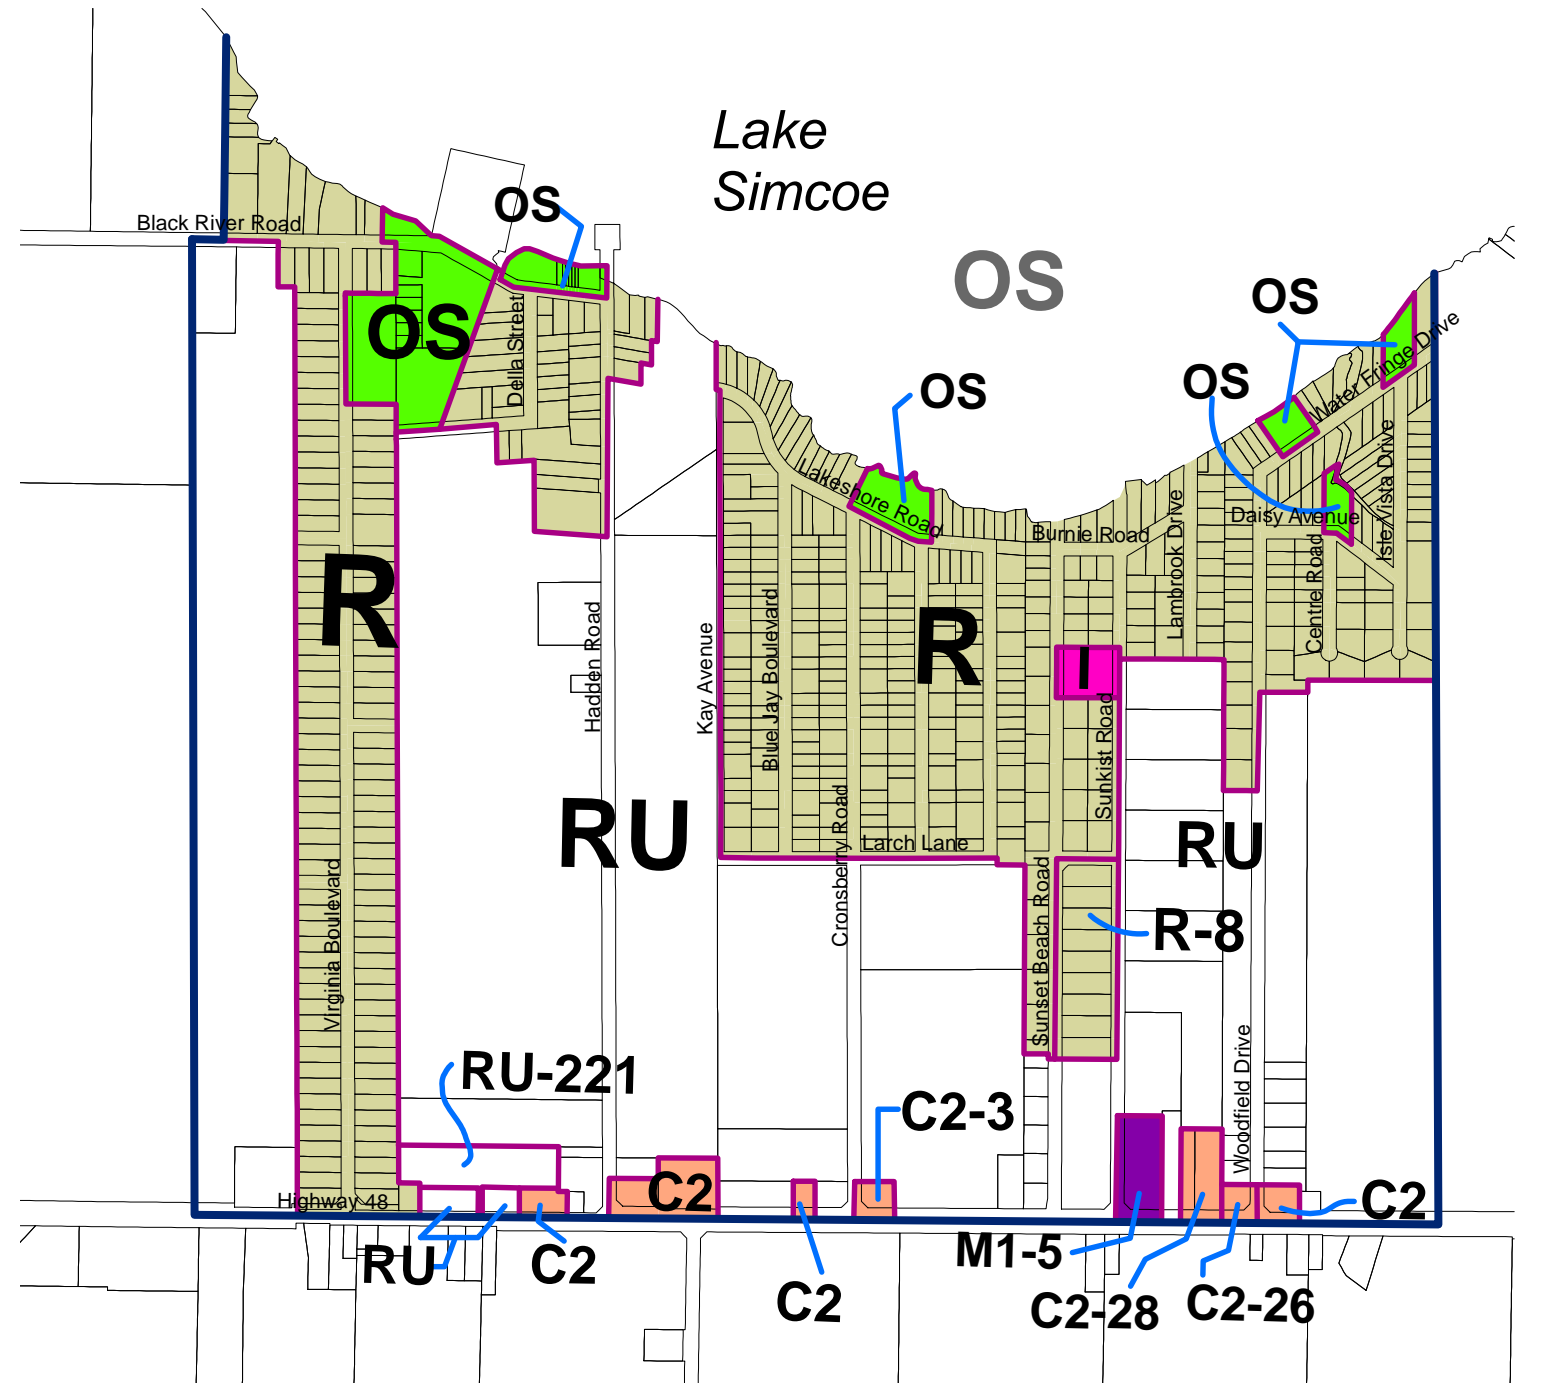 Lake
Simcoe
OS
Black River Road
OS
OS
OS
OS
Della Street
Water Fringe Drive
OS
OS
Lakeshore Road
Isle Vista Drive
Daisy Avenue
Burnie Road
Lambrook Drive
Centre Road
R
R
I
Hadden Road
Kay Avenue
Blue Jay Boulevard
Sunkist Road
RU
RU
Cronsberry Road
Larch Lane
Virginia Boulevard
Sunset Beach Road
R-8
RU-221
C2-3
Woodfield Drive
Highway 48
C2
C2
RU
C2
M1-5
C2
C2-28
C2-26